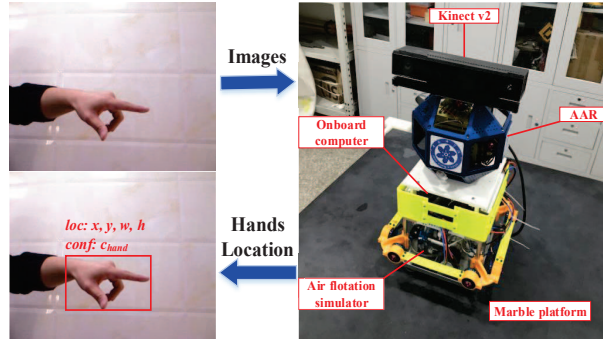 Kinect v2
Images
AAR
Onboard
computer
loc: x, y, w, h
conf: c_hand
Hands
Location
Air flotation
simulator
Marble platform